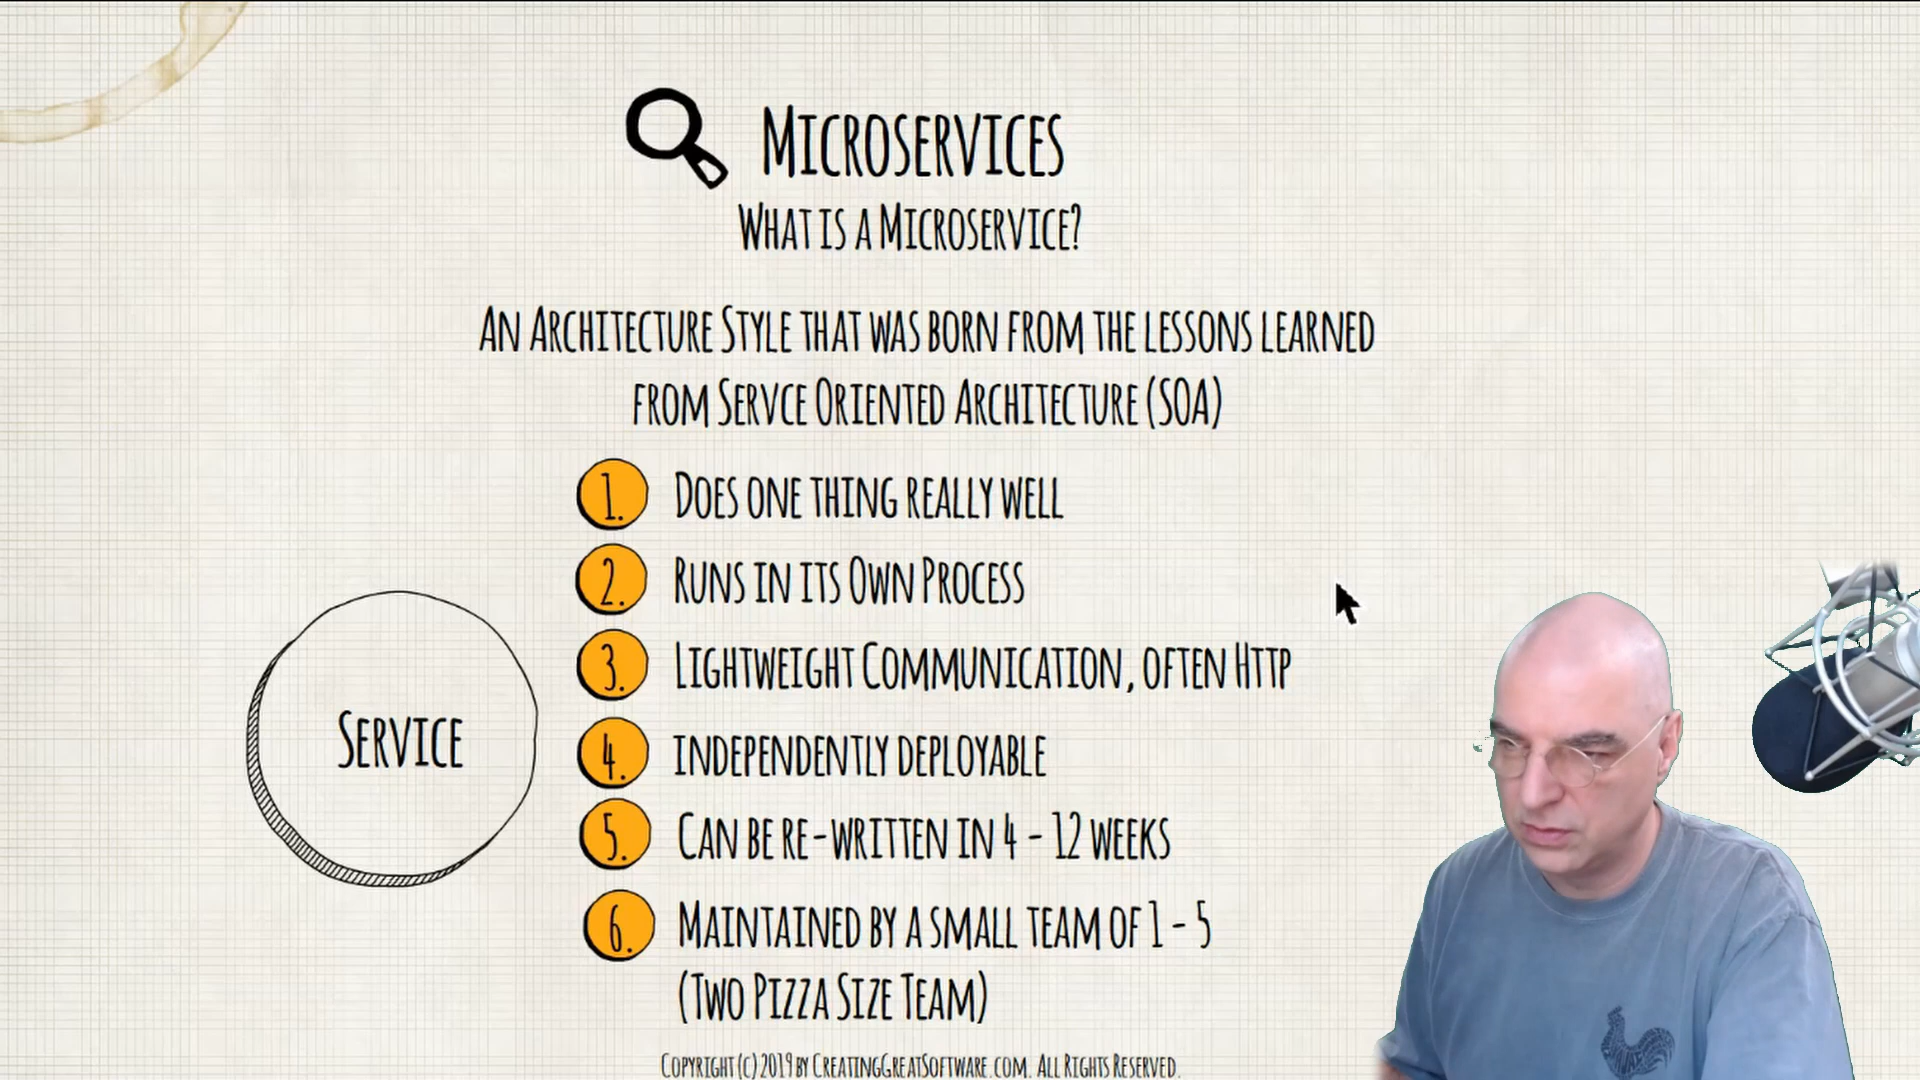 Microservices
What is a Microservice?
An Architecture Style that was born from the lessons learned
from Servce Oriented Architecture (SOA)
1. Does one thing really well
2. Runs in its Own Process
3. Lightweight Communication, often Http
4. independently deployable
Service
5. Can be re-written in 4 - 12 weeks
6. Maintained by a small team of 1 - 5
(Two Pizza Size Team)
Copyright (c) 2019 by CreatingGreatSoftware.com. All Rights Reserved.